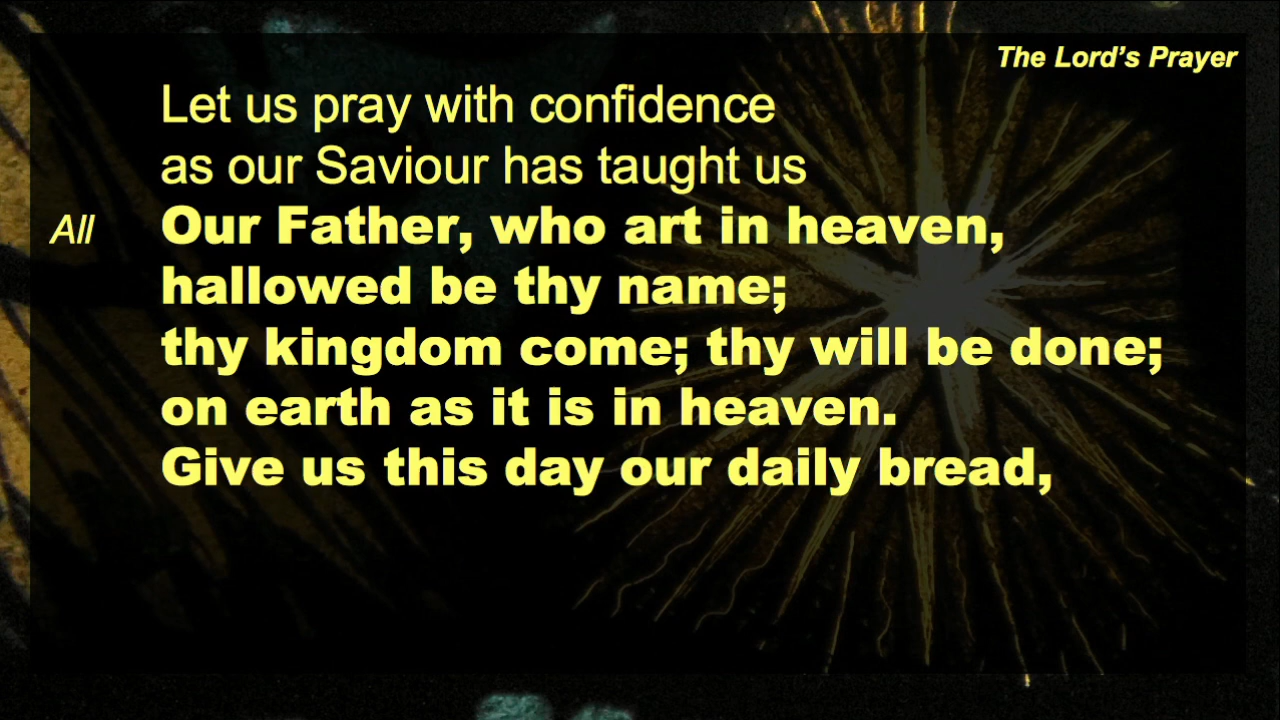 The Lord’s Prayer
Let us pray with confidence
as our Saviour has taught us
All Our Father, who art in heaven,
hallowed be thy name;
thy kingdom come; thy will be done;
on earth as it is in heaven.
Give us this day our daily bread,